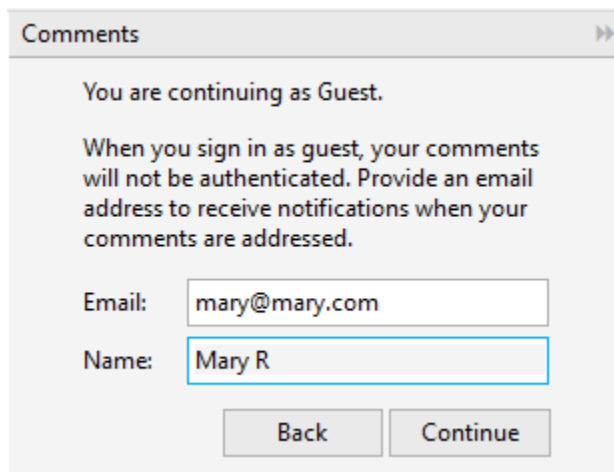 Comments
You are continuing as Guest.
When you sign in as guest, your comments
will not be authenticated. Provide an email
address to receive notifications when your
comments are addressed.
Email: mary@mary.com
Name: Mary R
Back Continue